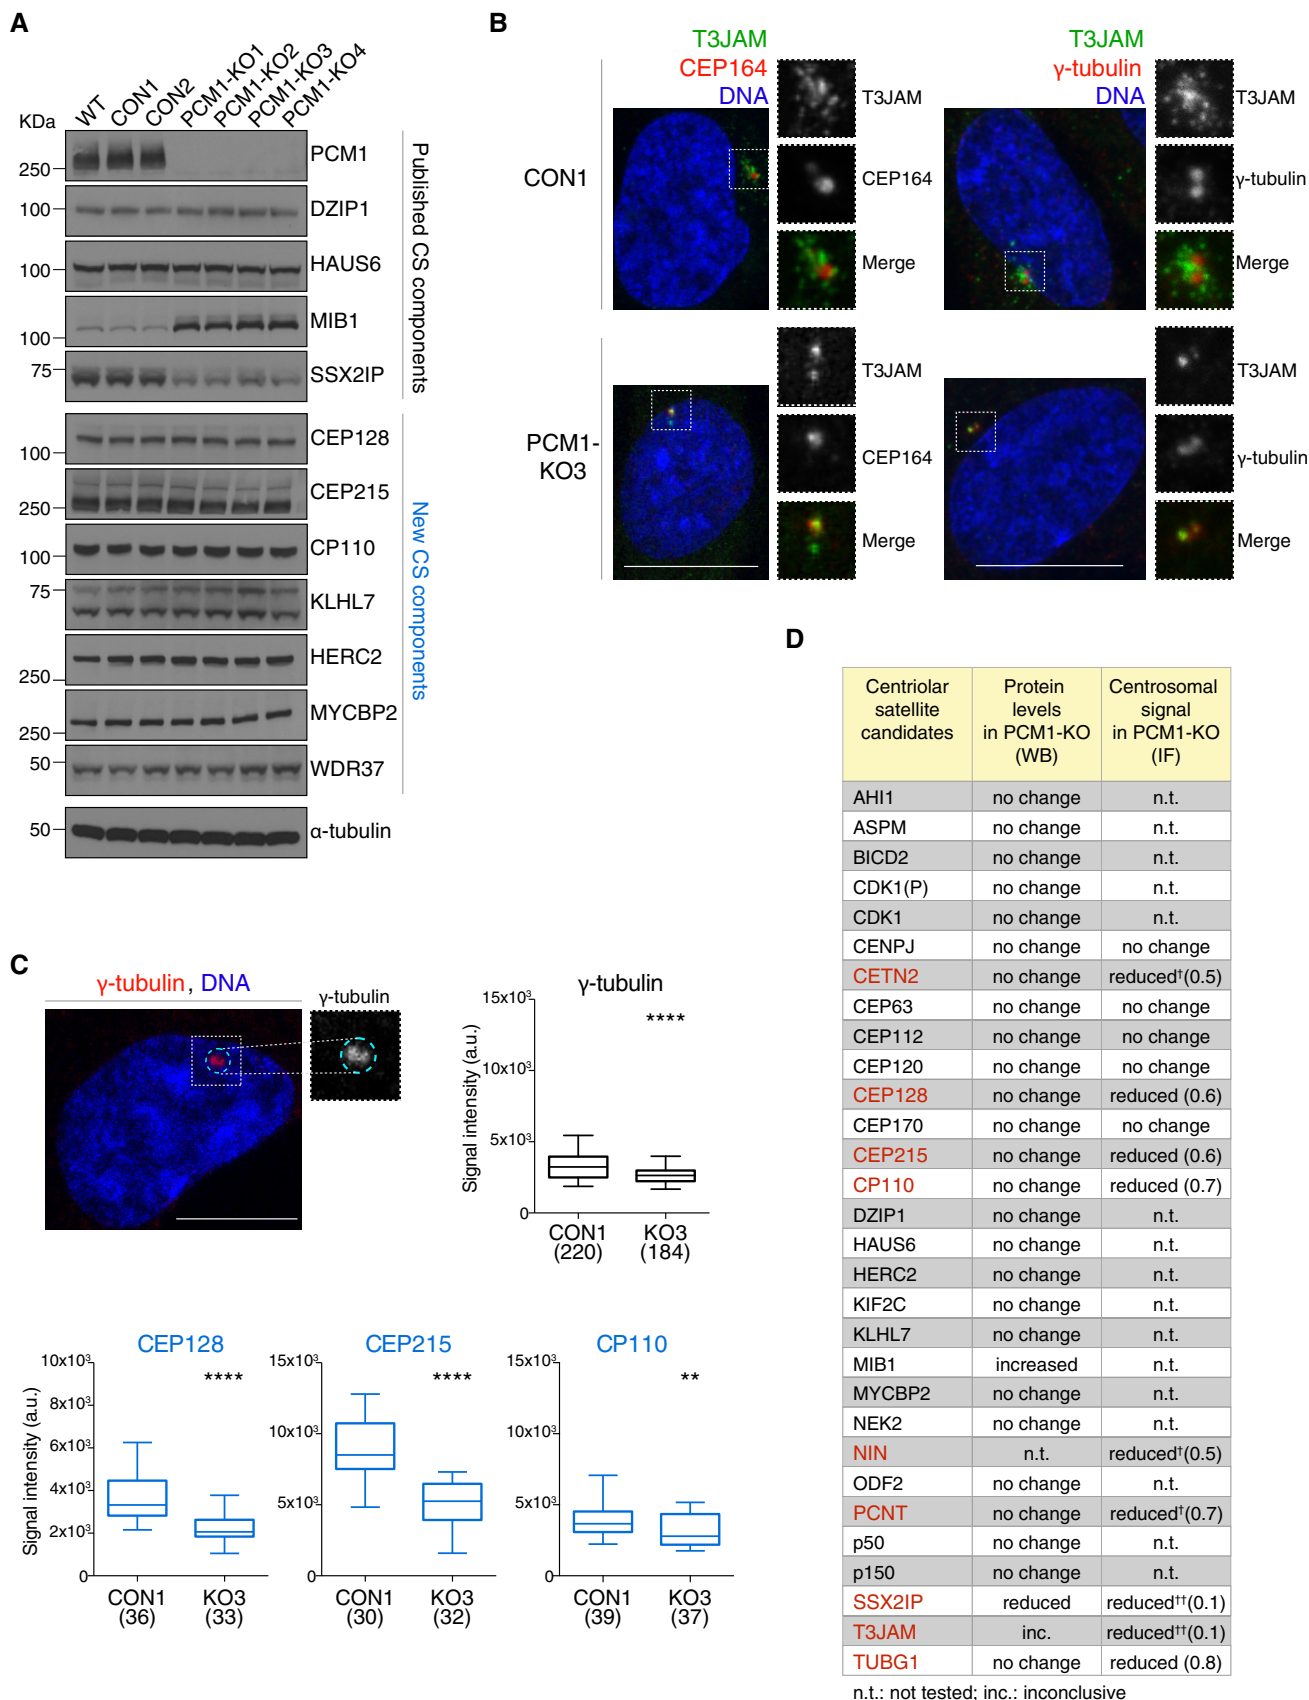 A
KDa
WT
CON1
CON2
PCM1-KO1
PCM1-KO2
PCM1-KO3
PCM1-KO4
250
PCM1
100
DZIP1
100
HAUS6
100
MIB1
75
SSX2IP
Published CS components
100
CEP128
250
CEP215
100
CP110
75
KLHL7
250
HERC2
250
MYCBP2
50
WDR37
New CS components
50
α-tubulin
B
T3JAM
CEP164
DNA
T3JAM
γ-tubulin
DNA
CON1
T3JAM
CEP164
Merge
T3JAM
γ-tubulin
Merge
PCM1-
KO3
T3JAM
CEP164
Merge
T3JAM
γ-tubulin
Merge
C
γ-tubulin, DNA
γ-tubulin
γ-tubulin
Signal intensity (a.u.)
15x10³
10x10³
5x10³
0
****
CON1
(220)
KO3
(184)
CEP128
Signal intensity (a.u.)
10x10³
8x10³
6x10³
4x10³
2x10³
0
****
CON1
(36)
KO3
(33)
CEP215
15x10³
10x10³
5x10³
0
****
CON1
(30)
KO3
(32)
CP110
15x10³
10x10³
5x10³
0
**
CON1
(39)
KO3
(37)
D
Centriolar satellite candidates | Protein levels in PCM1-KO (WB) | Centrosomal signal in PCM1-KO (IF)
AHI1 no change n.t.
ASPM no change n.t.
BICD2 no change n.t.
CDK1(P) no change n.t.
CDK1 no change n.t.
CENPJ no change no change
CETN2 no change reduced†(0.5)
CEP63 no change no change
CEP112 no change no change
CEP120 no change no change
CEP128 no change reduced (0.6)
CEP170 no change no change
CEP215 no change reduced (0.6)
CP110 no change reduced (0.7)
DZIP1 no change n.t.
HAUS6 no change n.t.
HERC2 no change n.t.
KIF2C no change n.t.
KLHL7 no change n.t.
MIB1 increased n.t.
MYCBP2 no change n.t.
NEK2 no change n.t.
NIN n.t. reduced†(0.5)
ODF2 no change n.t.
PCNT no change reduced†(0.7)
p50 no change n.t.
p150 no change n.t.
SSX2IP reduced reduced††(0.1)
T3JAM inc. reduced††(0.1)
TUBG1 no change reduced (0.8)
n.t.: not tested; inc.: inconclusive